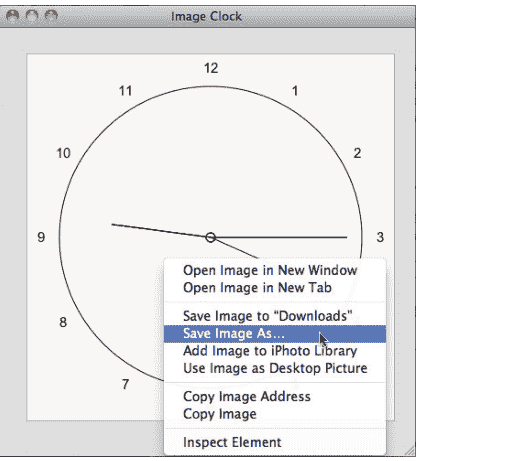 Image Clock
12
11
1
10
2
9
3
8
7
Open Image in New Window
Open Image in New Tab
Save Image to “Downloads”
Save Image As...
Add Image to iPhoto Library
Use Image as Desktop Picture
Copy Image Address
Copy Image
Inspect Element